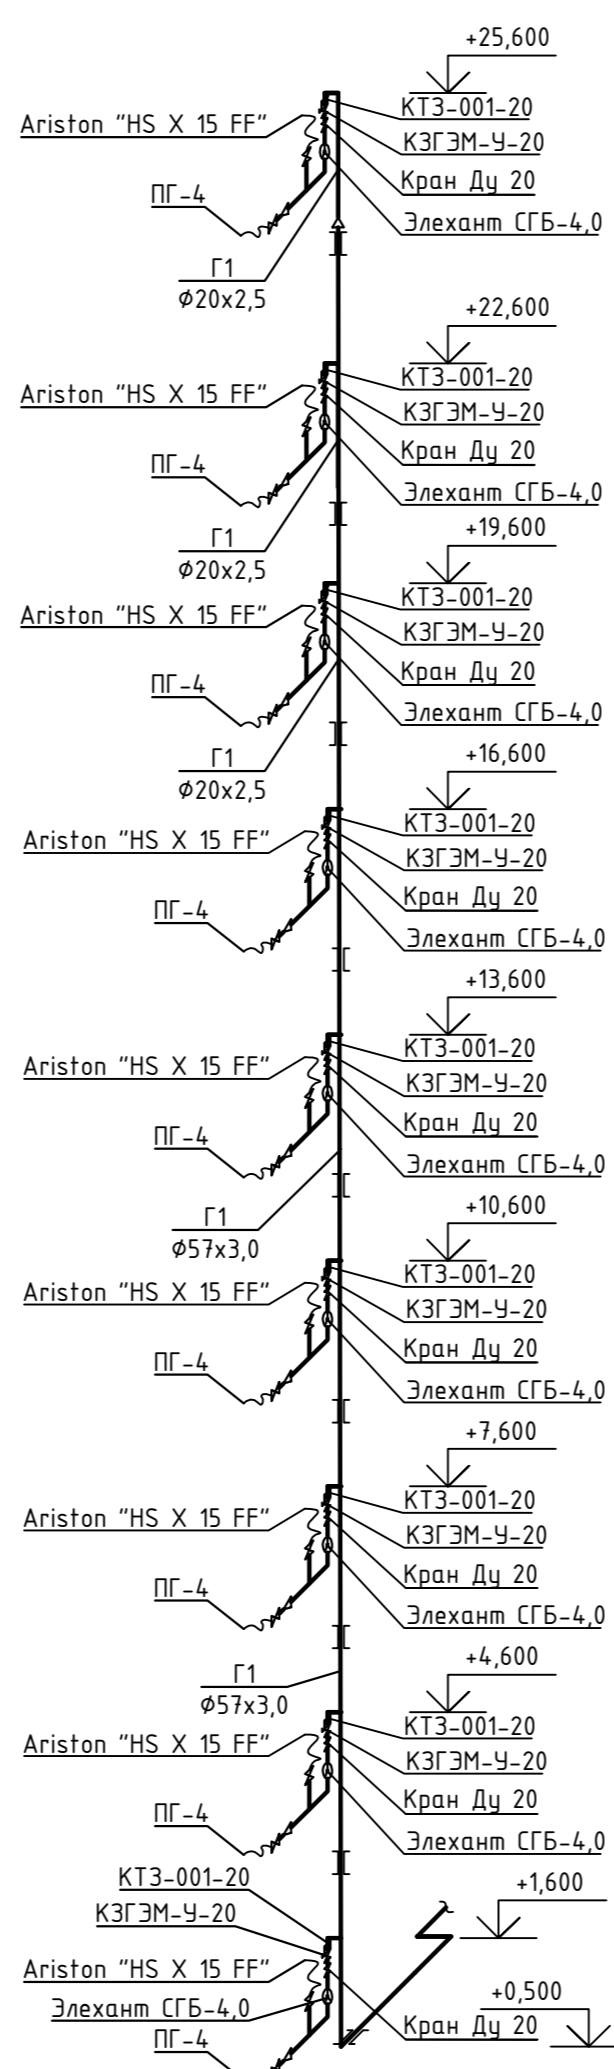 +25,600
КТЗ-001-20
Ariston "HS X 15 FF"
КЗГЭМ-У-20
Кран Ду 20
ПГ-4
Элехант СГБ-4,0
Г1
Ф20х2,5
+22,600
КТЗ-001-20
Ariston "HS X 15 FF"
КЗГЭМ-У-20
Кран Ду 20
ПГ-4
Элехант СГБ-4,0
Г1
Ф20х2,5
+19,600
КТЗ-001-20
Ariston "HS X 15 FF"
КЗГЭМ-У-20
Кран Ду 20
ПГ-4
Элехант СГБ-4,0
Г1
Ф20х2,5
+16,600
КТЗ-001-20
Ariston "HS X 15 FF"
КЗГЭМ-У-20
Кран Ду 20
ПГ-4
Элехант СГБ-4,0
+13,600
КТЗ-001-20
Ariston "HS X 15 FF"
КЗГЭМ-У-20
Кран Ду 20
ПГ-4
Элехант СГБ-4,0
Г1
Ф57х3,0
+10,600
КТЗ-001-20
Ariston "HS X 15 FF"
КЗГЭМ-У-20
Кран Ду 20
ПГ-4
Элехант СГБ-4,0
+7,600
КТЗ-001-20
Ariston "HS X 15 FF"
КЗГЭМ-У-20
Кран Ду 20
ПГ-4
Элехант СГБ-4,0
Г1
Ф57х3,0
+4,600
КТЗ-001-20
Ariston "HS X 15 FF"
КЗГЭМ-У-20
Кран Ду 20
ПГ-4
Элехант СГБ-4,0
КТЗ-001-20
+1,600
КЗГЭМ-У-20
Ariston "HS X 15 FF"
+0,500
Элехант СГБ-4,0
Кран Ду 20
ПГ-4